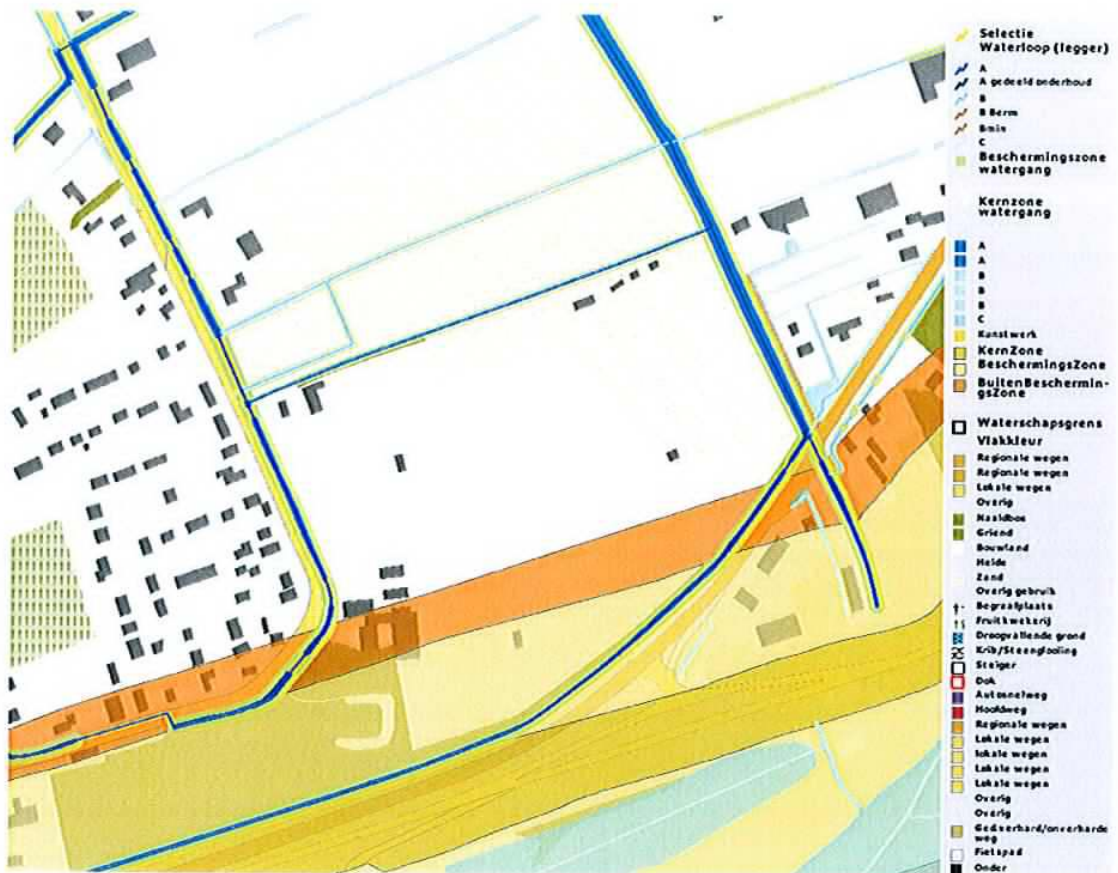 Selectie
Waterloop (legger)
A
A gedeeld onderhoud
B
B Berm
Bmin
C
Beschermingszone
watergang
Kernzone
watergang
A
A
B
B
B
C
Kunstwerk
KernZone
BeschermingsZone
BuitenBeschermin-
gsZone
Waterschapsgrens
Vlakkleur
Regionale wegen
Regionale wegen
Lokale wegen
Overig
Naaldbos
Griend
Bouwland
Heide
Zand
Overig gebruik
Begraafplaats
Fruitkwekerij
Droogvallende grond
Krib/Steenglooiing
Steiger
Dok
Autosnelweg
Hoofdweg
Regionale wegen
Lokale wegen
lokale wegen
Lokale wegen
Lokale wegen
Overig
Overig
Ged.verhard/onverharde
weg
Fietspad
Onder